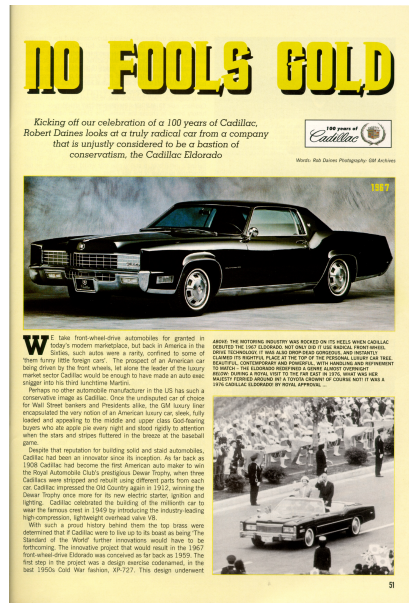 NO FOOLS GOLD
Kicking off our celebration of a 100 years of Cadillac,
Robert Daines looks at a truly radical car from a company
that is unjustly considered to be a bastion of
conservatism, the Cadillac Eldorado
100 years of
Cadillac
Words: Rob Daines Photography: GM Archives
1967
WE take front-wheel-drive automobiles for granted in
today's modern marketplace, but back in America in the
Sixties, such autos were a rarity, confined to some of
'them funny little foreign cars'. The prospect of an American car
being driven by the front wheels, let alone the leader of the luxury
market sector Cadillac would be enough to have made an auto exec
snigger into his third lunchtime Martini.
Perhaps no other automobile manufacturer in the US has such a
conservative image as Cadillac. Once the undisputed car of choice
for Wall Street bankers and Presidents alike, the GM luxury liner
encapsulated the very notion of an American luxury car, sleek, fully
loaded and appealing to the middle and upper class God-fearing
buyers who ate apple pie every night and stood rigidly to attention
when the stars and stripes fluttered in the breeze at the baseball
game.
Despite that reputation for building solid and staid automobiles,
Cadillac had been an innovator since its inception. As far back as
1908 Cadillac had become the first American auto maker to win
the Royal Automobile Club's prestigious Dewar Trophy, when three
Cadillacs were stripped and rebuilt using different parts from each
car. Cadillac impressed the Old Country again in 1912, winning the
Dewar Trophy once more for its new electric starter, ignition and
lighting. Cadillac celebrated the building of the millionth car to
wear the famous crest in 1949 by introducing the industry-leading
high-compression, lightweight overhead valve V8.
With such a proud history behind them the top brass were
determined that if Cadillac were to live up to its boast as being 'The
Standard of the World' further innovations would have to be
forthcoming. The innovative project that would result in the 1967
front-wheel-drive Eldorado was conceived as far back as 1959. The
first step in the project was a design exercise codenamed, in the
best 1950s Cold War fashion, XP-727. This design underwent
ABOVE: THE MOTORING INDUSTRY WAS ROCKED ON ITS HEELS WHEN CADILLAC
DEBUTED THE 1967 ELDORADO. NOT ONLY DID IT USE RADICAL FRONT-WHEEL
DRIVE TECHNOLOGY, IT WAS ALSO DROP-DEAD GORGEOUS, AND INSTANTLY
CLAIMED ITS RIGHTFUL PLACE AT THE TOP OF THE PERSONAL LUXURY CAR TREE.
BEAUTIFUL, CONTEMPORARY AND POWERFUL, WITH HANDLING AND REFINEMENT
TO MATCH - THE ELDORADO REDEFINED A GENRE ALMOST OVERNIGHT
BELOW: DURING A ROYAL VISIT TO THE FAR EAST IN 1975, WHAT WAS HER
MAJESTY FERRIED AROUND IN? A TOYOTA CROWN? OF COURSE NOT! IT WAS A
1976 CADILLAC ELDORADO! BY ROYAL APPROVAL ...
51